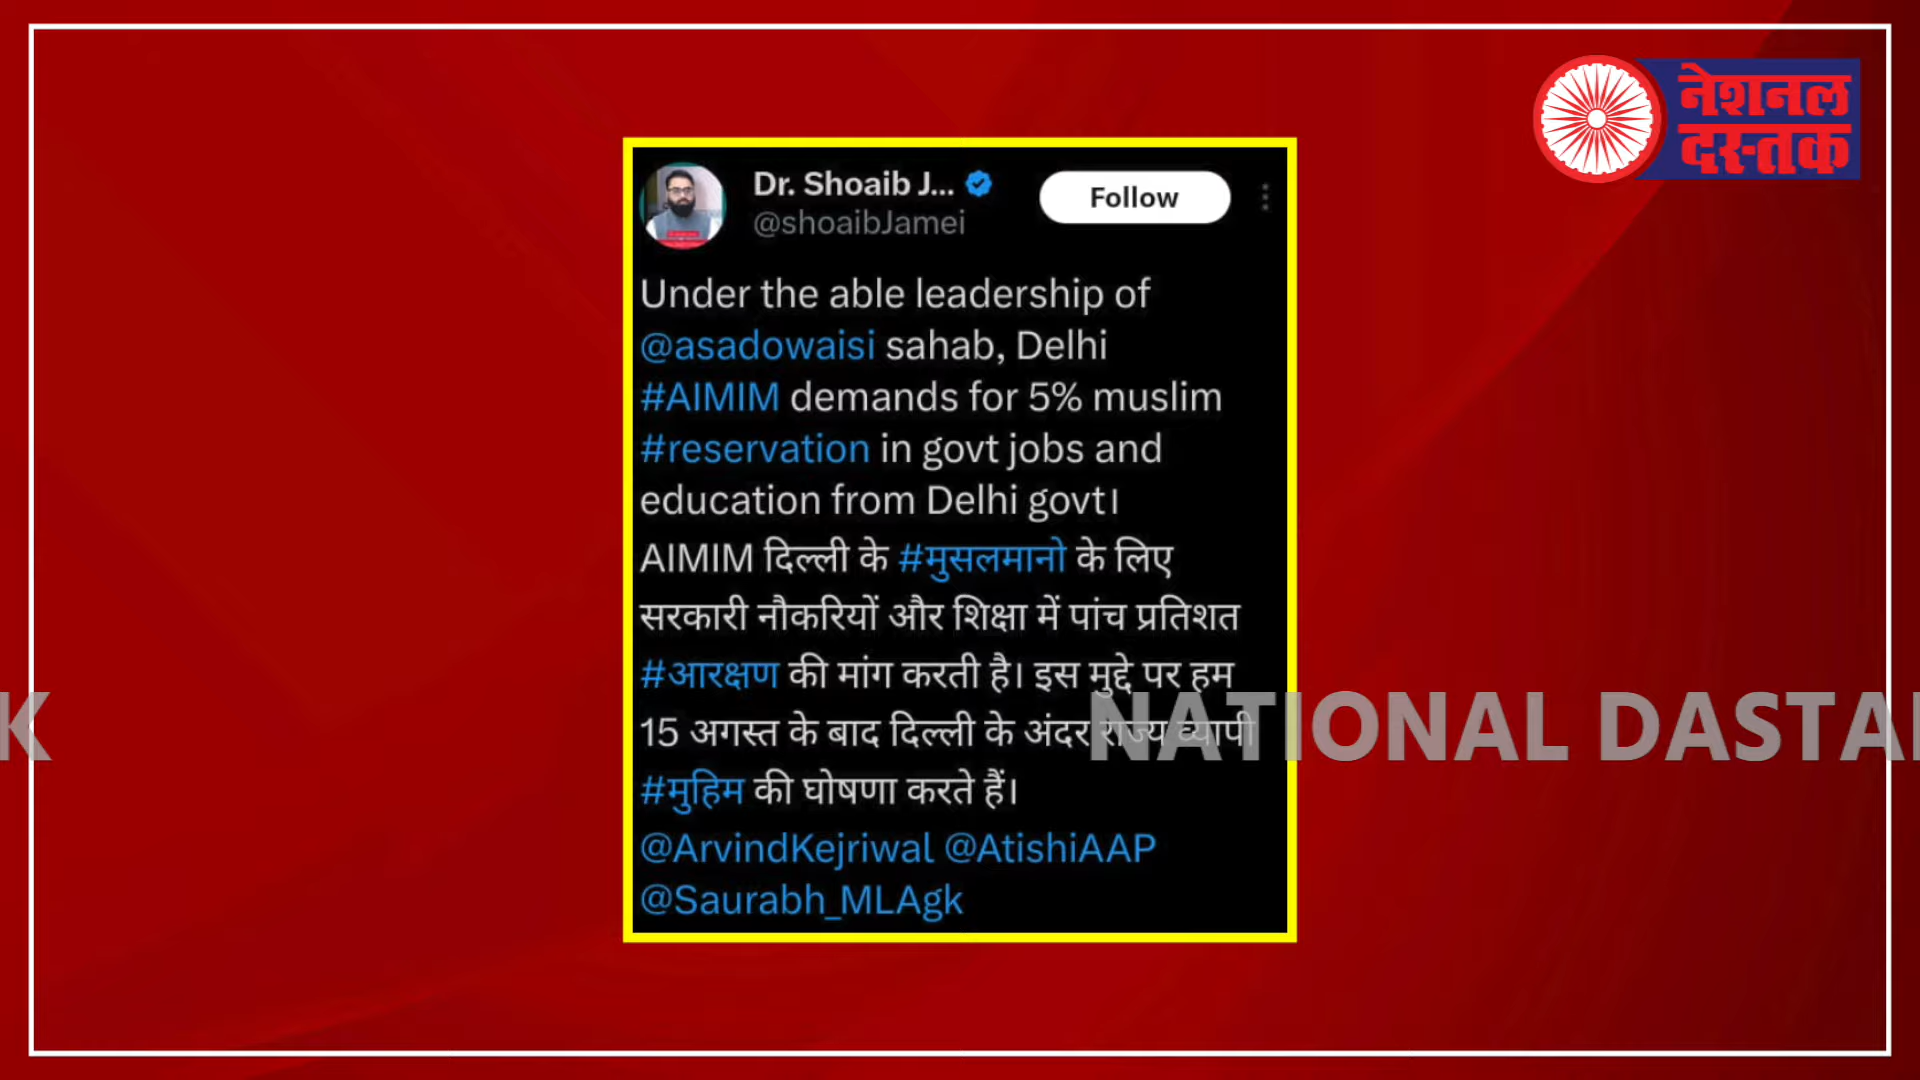 नेशनल
दस्तक
Dr. Shoaib J...
@shoaibJamei
Follow
Under the able leadership of
@asadowaisi sahab, Delhi
#AIMIM demands for 5% muslim
#reservation in govt jobs and
education from Delhi govt।
AIMIM दिल्ली के #मुसलमानो के लिए
सरकारी नौकरियों और शिक्षा में पांच प्रतिशत
#आरक्षण की मांग करती है। इस मुद्दे पर हम
15 अगस्त के बाद दिल्ली के अंदर राज्य व्यापी
#मुहिम की घोषणा करते हैं।
@ArvindKejriwal @AtishiAAP
@Saurabh_MLAgk
K NATIONAL DASTAK